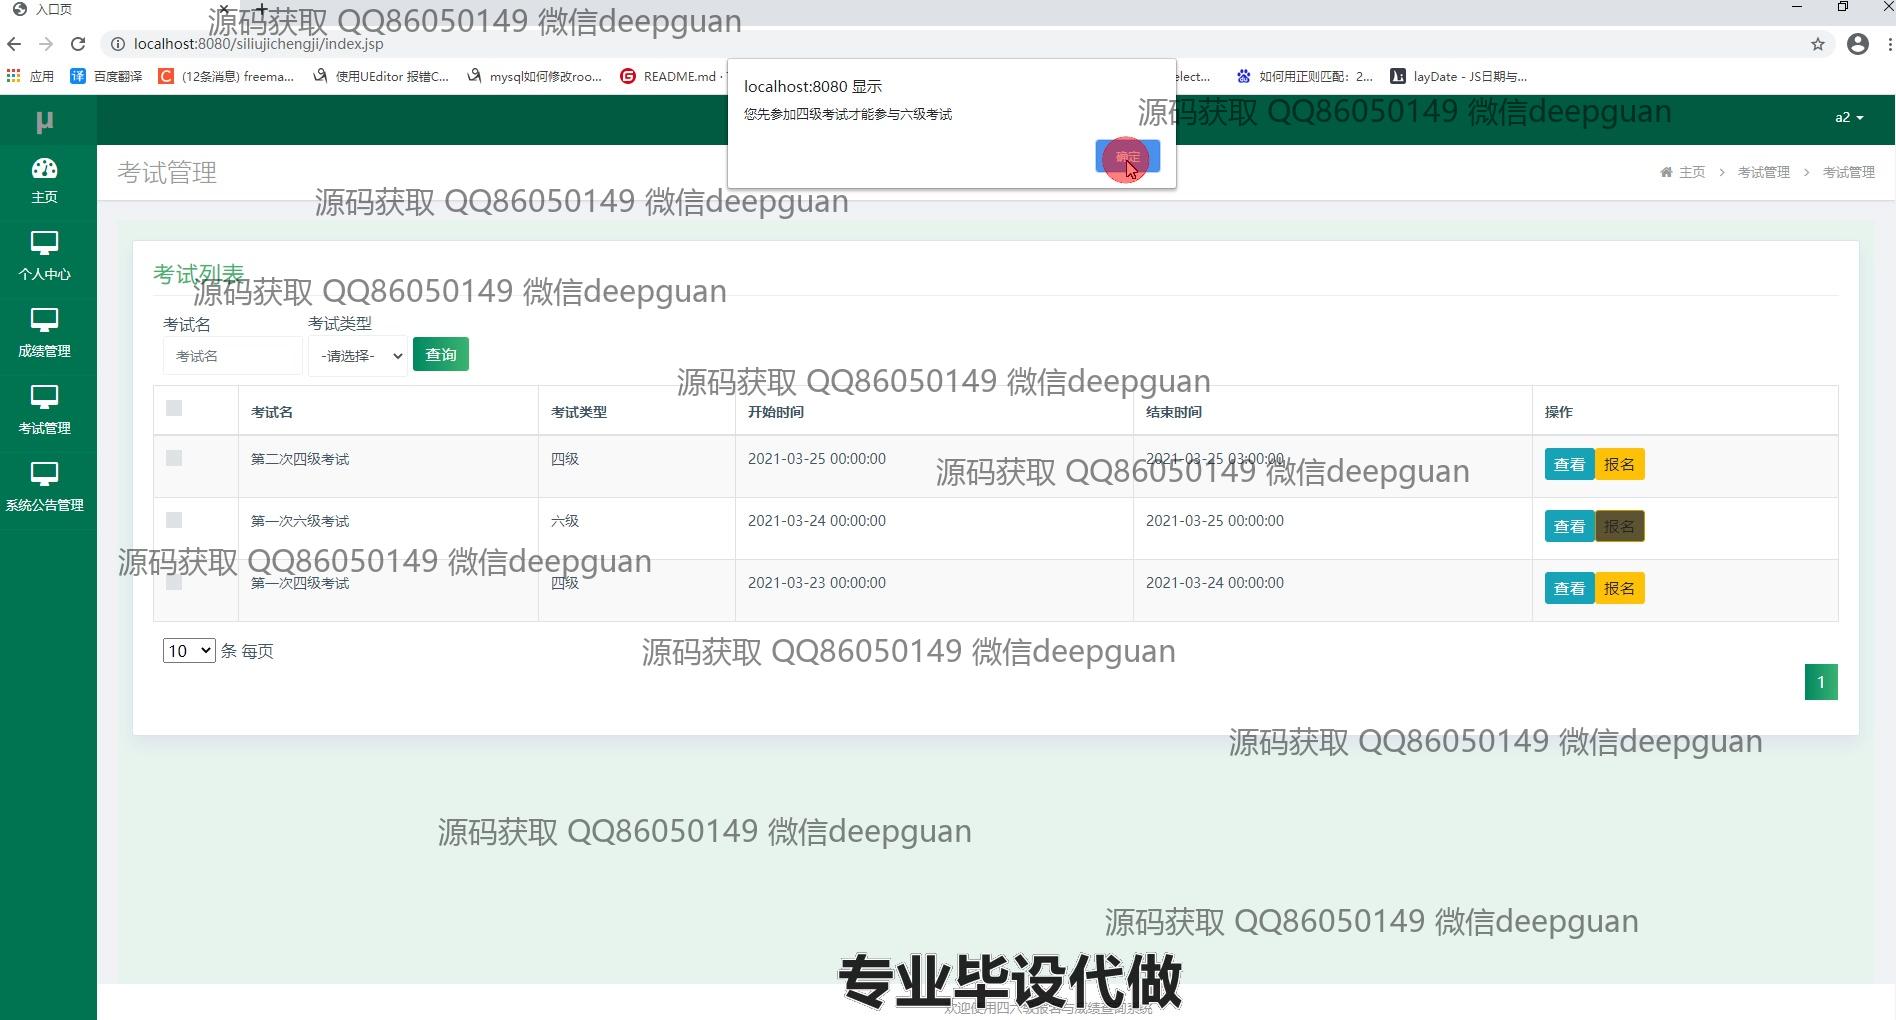 入口页
源码获取 QQ86050149 微信deepguan
localhost:8080/siliujichengji/index.jsp
应用
译 百度翻译
C (12条消息) freema...
使用UEditor 报错C...
mysql如何修改roo...
README.md ·
elect...
如何用正则匹配：2...
layDate - JS日期与...
localhost:8080 显示
您先参加四级考试才能参与六级考试
确定
源码获取 QQ86050149 微信deepguan
μ
a2
主页
个人中心
成绩管理
考试管理
系统公告管理
考试管理
主页 > 考试管理 > 考试管理
源码获取 QQ86050149 微信deepguan
考试列表
源码获取 QQ86050149 微信deepguan
考试名 考试类型
考试名 -请选择- 查询
源码获取 QQ86050149 微信deepguan
考试名 考试类型 开始时间 结束时间 操作
第二次四级考试 四级 2021-03-25 00:00:00 2021-03-25 03:00:00 查看 报名
源码获取 QQ86050149 微信deepguan
第一次六级考试 六级 2021-03-24 00:00:00 2021-03-25 00:00:00 查看 报名
源码获取 QQ86050149 微信deepguan
第一次四级考试 四级 2021-03-23 00:00:00 2021-03-24 00:00:00 查看 报名
10 条 每页
源码获取 QQ86050149 微信deepguan
1
源码获取 QQ86050149 微信deepguan
源码获取 QQ86050149 微信deepguan
源码获取 QQ86050149 微信deepguan
专业毕设代做
欢迎使用四六级报名与成绩查询系统